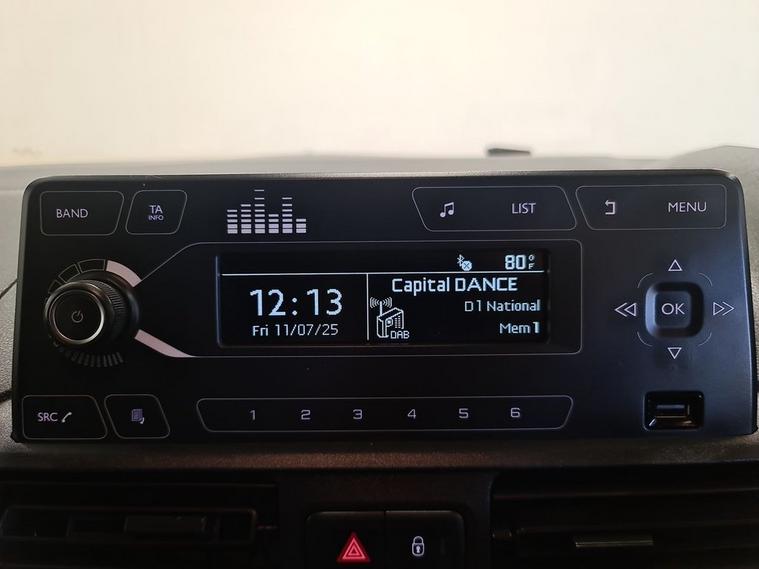 BAND
TA
INFO
LIST
MENU
80°F
12:13
Fri 11/07/25
Capital DANCE
D1 National
DAB
Mem 1
OK
SRC
1 2 3 4 5 6